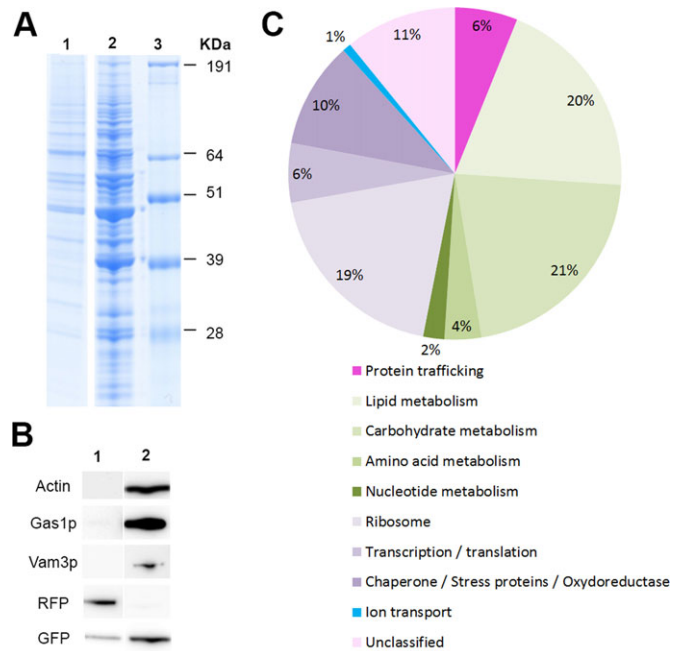 A
1 2 3 KDa
191
64
51
39
28
B
1 2
Actin
Gas1p
Vam3p
RFP
GFP
C
6%
20%
21%
4%
2%
19%
6%
10%
1%
11%
Protein trafficking
Lipid metabolism
Carbohydrate metabolism
Amino acid metabolism
Nucleotide metabolism
Ribosome
Transcription / translation
Chaperone / Stress proteins / Oxydoreductase
Ion transport
Unclassified